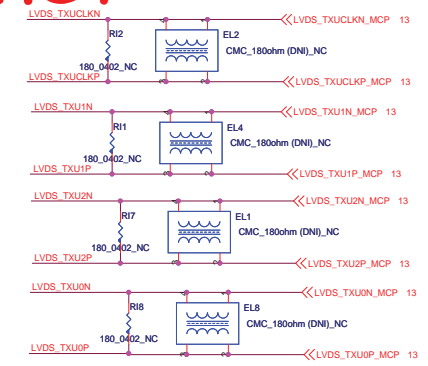 LVDS_TXUCLKN LVDS_TXUCLKN_MCP 13
RI2 EL2
CMC_180ohm (DNI)_NC
180_0402_NC
LVDS_TXUCLKP LVDS_TXUCLKP_MCP 13
LVDS_TXU1N LVDS_TXU1N_MCP 13
RI1 EL4
CMC_180ohm (DNI)_NC
180_0402_NC
LVDS_TXU1P LVDS_TXU1P_MCP 13
LVDS_TXU2N LVDS_TXU2N_MCP 13
RI7 EL1
CMC_180ohm (DNI)_NC
180_0402_NC
LVDS_TXU2P LVDS_TXU2P_MCP 13
LVDS_TXU0N LVDS_TXU0N_MCP 13
RI8 EL8
CMC_180ohm (DNI)_NC
180_0402_NC
LVDS_TXU0P LVDS_TXU0P_MCP 13